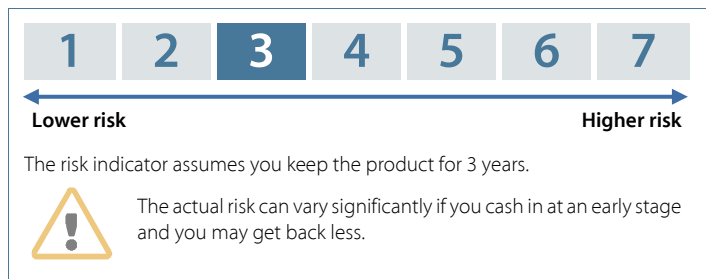 1 2 3 4 5 6 7
Lower risk Higher risk
The risk indicator assumes you keep the product for 3 years.
The actual risk can vary significantly if you cash in at an early stage
and you may get back less.